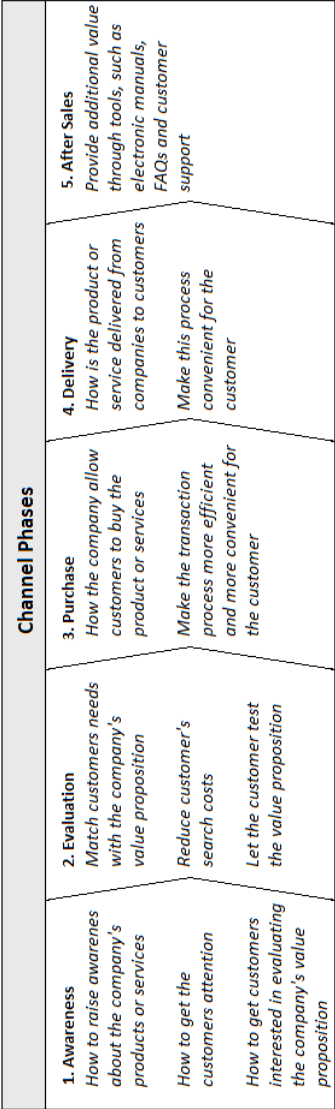 Channel Phases
1. Awareness
How to raise awarenes
about the company's
products or services
How to get the
customers attention
How to get customers
interested in evaluating
the company's value
proposition
2. Evaluation
Match customers needs
with the company's
value proposition
Reduce customer's
search costs
Let the customer test
the value proposition
3. Purchase
How the company allow
customers to buy the
product or services
Make the transaction
process more efficient
and more convenient for
the customer
4. Delivery
How is the product or
service delivered from
companies to customers
Make this process
convenient for the
customer
5. After Sales
Provide additional value
through tools, such as
electronic manuals,
FAQs and customer
support